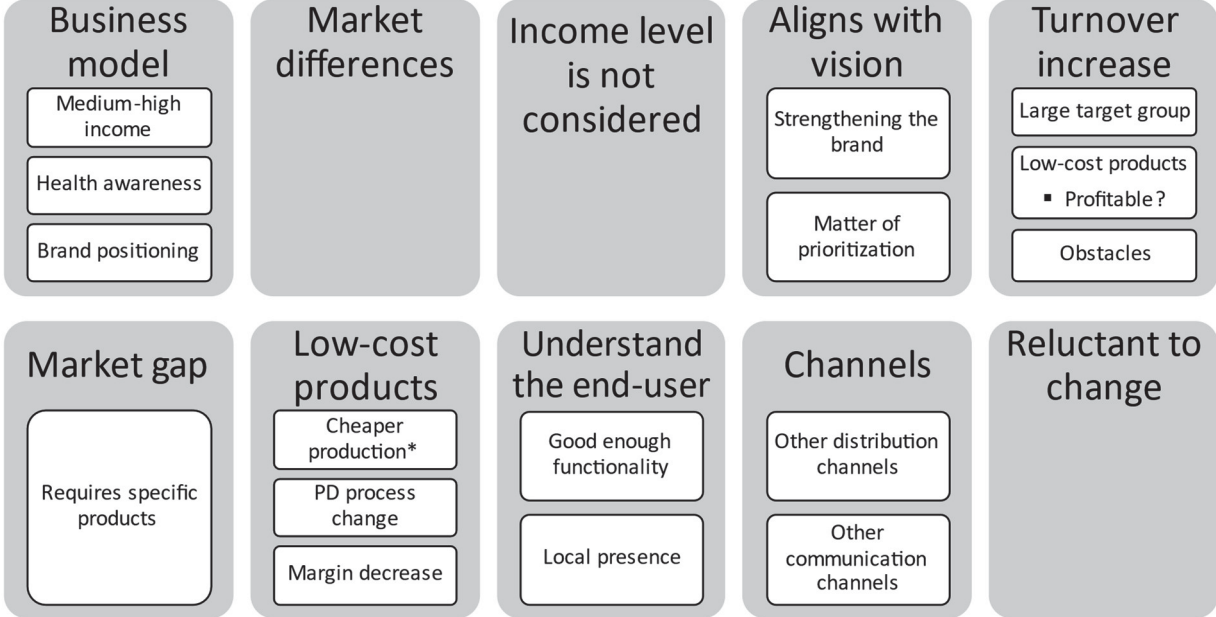 Business
model
Medium-high
income
Health awareness
Brand positioning
Market
differences
Income level
is not
considered
Aligns with
vision
Strengthening the
brand
Matter of
prioritization
Turnover
increase
Large target group
Low-cost products
▪ Profitable?
Obstacles
Market gap
Requires specific
products
Low-cost
products
Cheaper
production*
PD process
change
Margin decrease
Understand
the end-user
Good enough
functionality
Local presence
Channels
Other distribution
channels
Other
communication
channels
Reluctant to
change